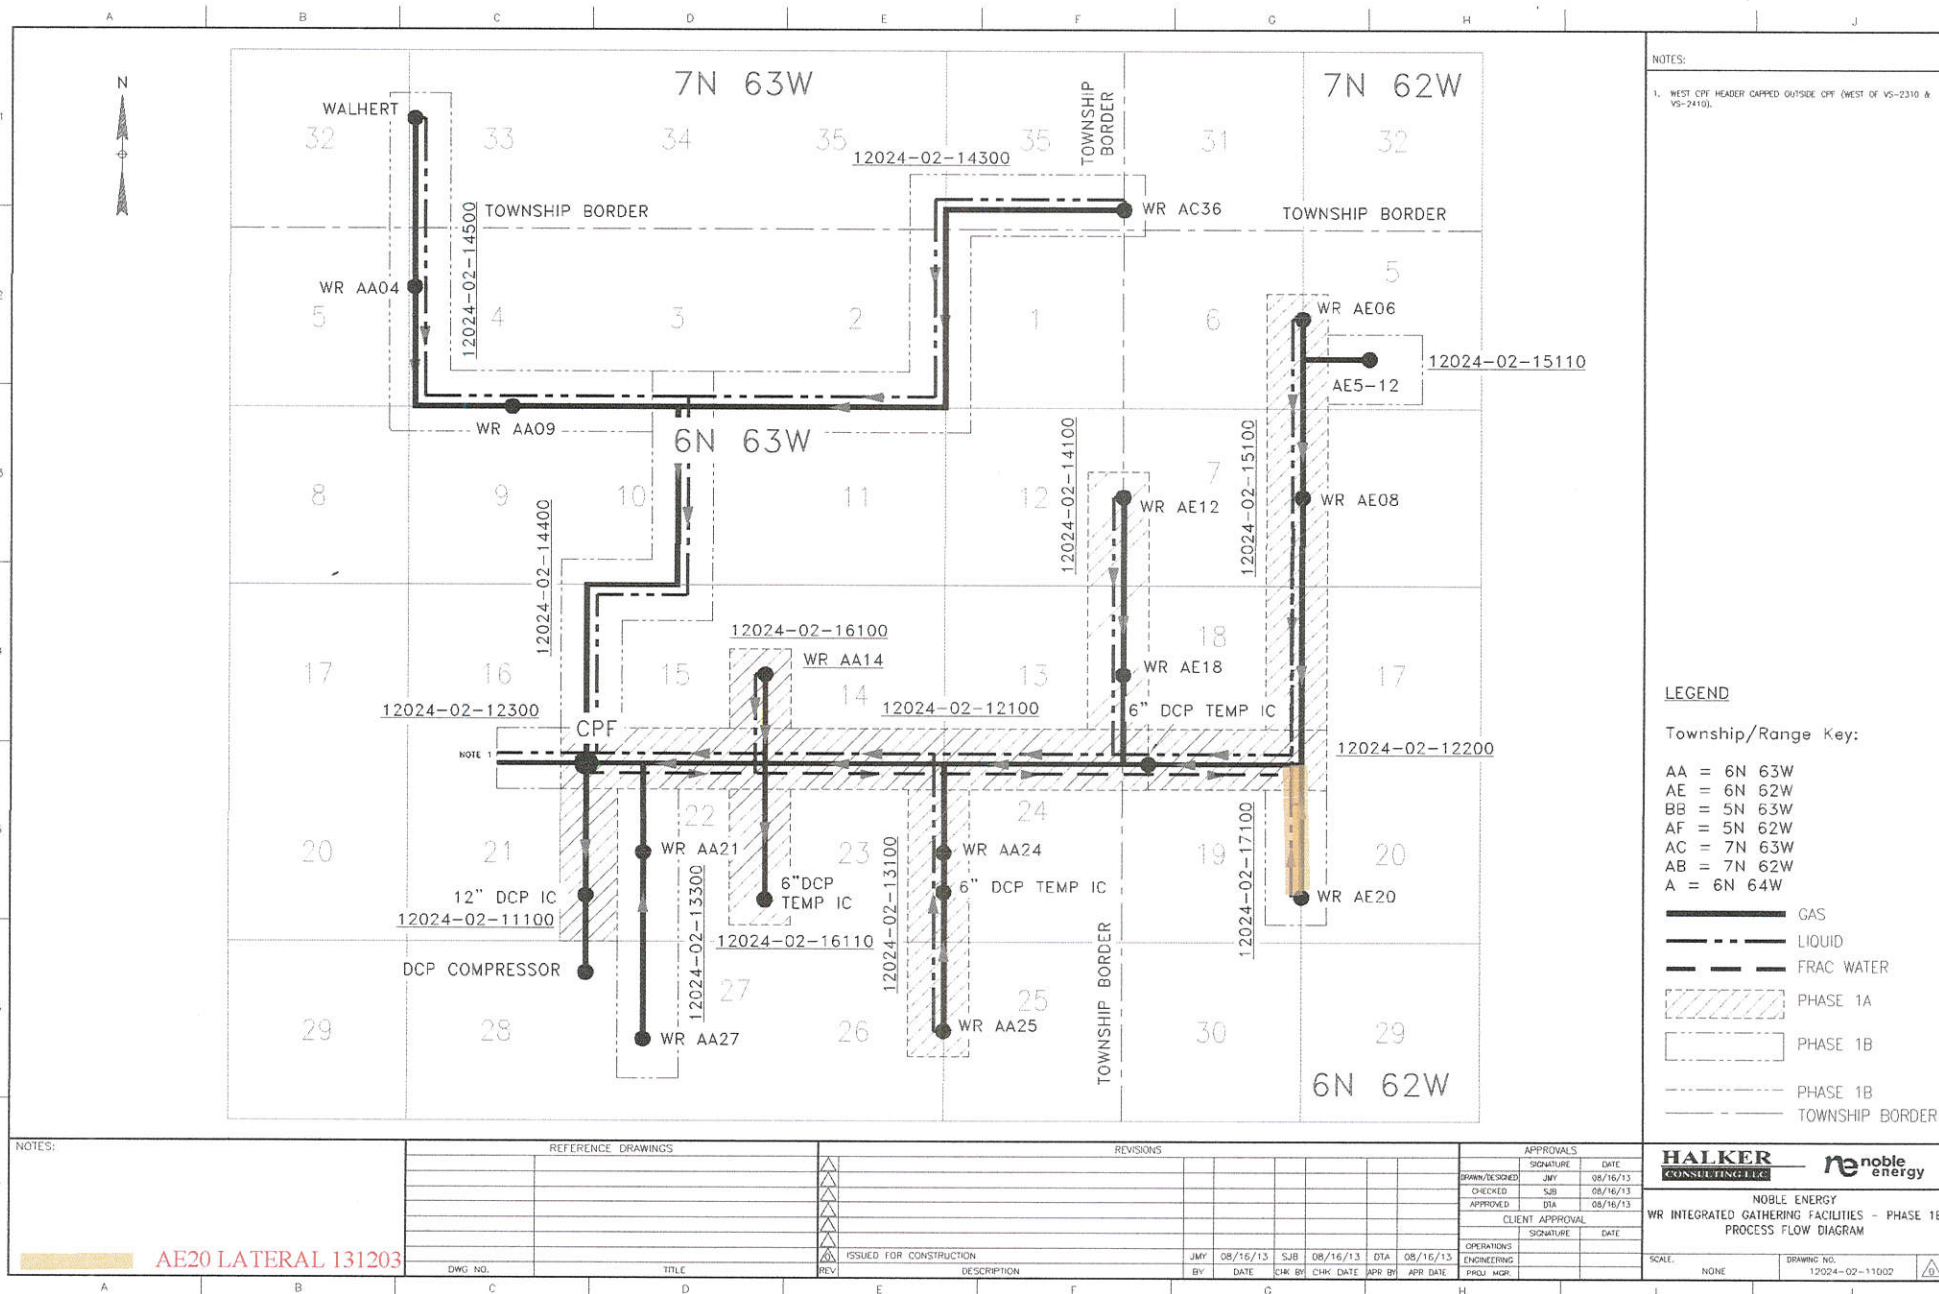 A B C D E F G H J
N
7N 63W
7N 62W
WALHERT
32 33 34 35 35 31 32
TOWNSHIP BORDER
12024-02-14300
12024-02-14500
TOWNSHIP BORDER
WR AC36
TOWNSHIP BORDER
WR AA04
5 4 3 2 1 6 5
WR AE06
12024-02-15110
AE5-12
WR AA09
6N 63W
12024-02-14100
12024-02-15100
8 9 10 11 12 7
WR AE12
WR AE08
12024-02-14400
12024-02-16100
WR AA14
WR AE18
17 16 15 14 13 18 17
12024-02-12300
CPF
12024-02-12100
6" DCP TEMP IC
12024-02-12200
NOTE 1
20 21 22 23 24 19 20
WR AA21
WR AA24
12" DCP IC
12024-02-11100
6"DCP
TEMP IC
6" DCP TEMP IC
WR AE20
12024-02-13300
12024-02-16110
12024-02-13100
12024-02-17100
DCP COMPRESSOR
TOWNSHIP BORDER
29 28 27 26 25 30 29
WR AA27
WR AA25
6N 62W
NOTES:
1. WEST CPF HEADER CAPPED OUTSIDE CPF (WEST OF VS-2310 &
VS-2410).
LEGEND
Township/Range Key:
AA = 6N 63W
AE = 6N 62W
BB = 5N 63W
AF = 5N 62W
AC = 7N 63W
AB = 7N 62W
A = 6N 64W
GAS
LIQUID
FRAC WATER
PHASE 1A
PHASE 1B
PHASE 1B
TOWNSHIP BORDER
NOTES:
AE20 LATERAL 131203
REFERENCE DRAWINGS
DWG NO. TITLE
REVISIONS
0 ISSUED FOR CONSTRUCTION JMY 08/16/13 SJB 08/16/13 DTA 08/16/13
REV DESCRIPTION BY DATE CHK BY CHK DATE APR BY APR DATE
APPROVALS
SIGNATURE DATE
DRAWN/DESIGNED JMY 08/16/13
CHECKED SJB 08/16/13
APPROVED DTA 08/16/13
CLIENT APPROVAL
SIGNATURE DATE
OPERATIONS
ENGINEERING
PROJ MGR.
HALKER
CONSULTING LLC
ne noble
energy
NOBLE ENERGY
WR INTEGRATED GATHERING FACILITIES - PHASE 1B
PROCESS FLOW DIAGRAM
SCALE: NONE
DRAWING NO. 12024-02-11002
0
A B C D E F G H